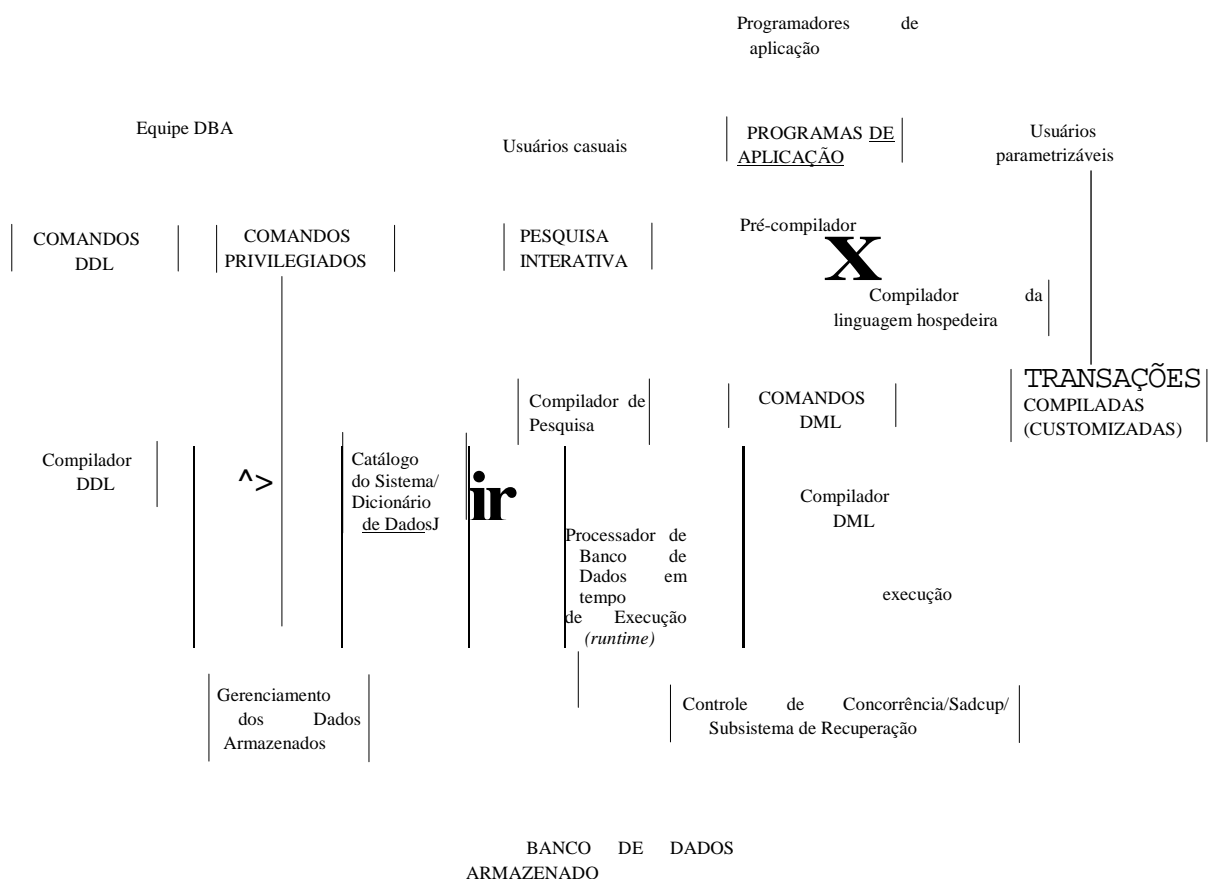 Programadores de
aplicação
Equipe DBA
Usuários casuais
PROGRAMAS DE
APLICAÇÃO
Usuários
parametrizáveis
COMANDOS
DDL
COMANDOS
PRIVILEGIADOS
PESQUISA
INTERATIVA
Pré-compilador
X
Compilador da
linguagem hospedeira
TRANSAÇÕES
COMPILADAS
(CUSTOMIZADAS)
Compilador de
Pesquisa
COMANDOS
DML
Compilador
DDL
^>
Catálogo
do Sistema/
Dicionário
de DadosJ
ir
Compilador
DML
Processador de
Banco de
Dados em
tempo
de Execução
(runtime)
execução
Gerenciamento
dos Dados
Armazenados
Controle de Concorrência/Sadcup/
Subsistema de Recuperação
BANCO DE DADOS
ARMAZENADO